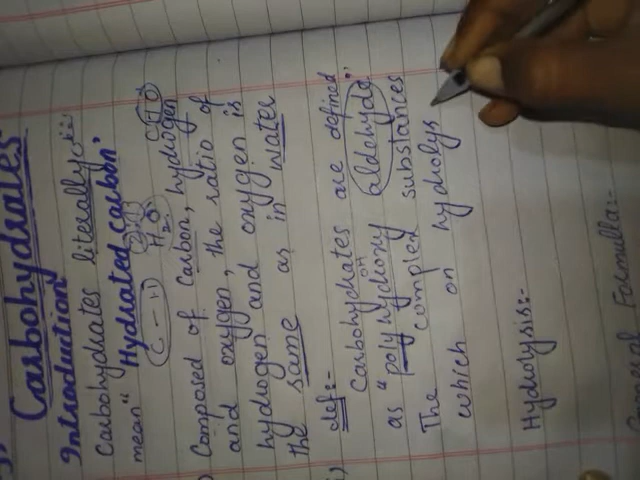 Carbohydrates
Introduction
Carbohydrates literally
mean "Hydrated carbon"
C - H
H2O
C H O
Composed of Carbon, hydrogen
and oxygen, the ratio of
hydrogen and oxygen is
the same as in water
def:-
Carbohydrates are defined
OH
as "poly hydroxy aldehyde"
The complex substances
which on hydrolys
Hydrolysis:-
General Formulla:-